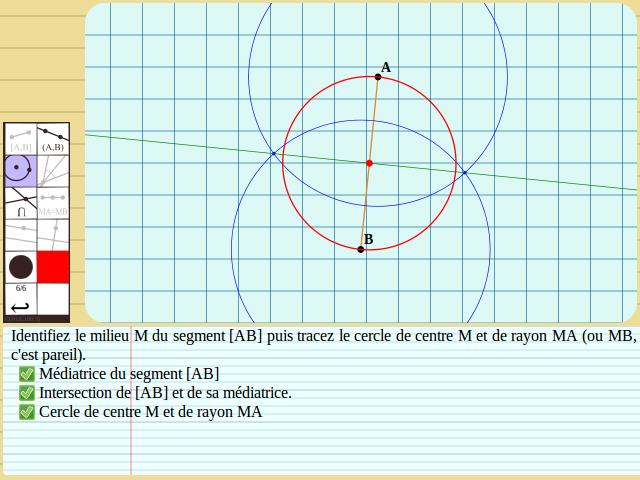 A
[A,B] (A,B)
∩ MA=MB
B
6/6
Identifiez le milieu M du segment [AB] puis tracez le cercle de centre M et de rayon MA (ou MB,
c'est pareil).
✅ Médiatrice du segment [AB]
✅ Intersection de [AB] et de sa médiatrice.
✅ Cercle de centre M et de rayon MA